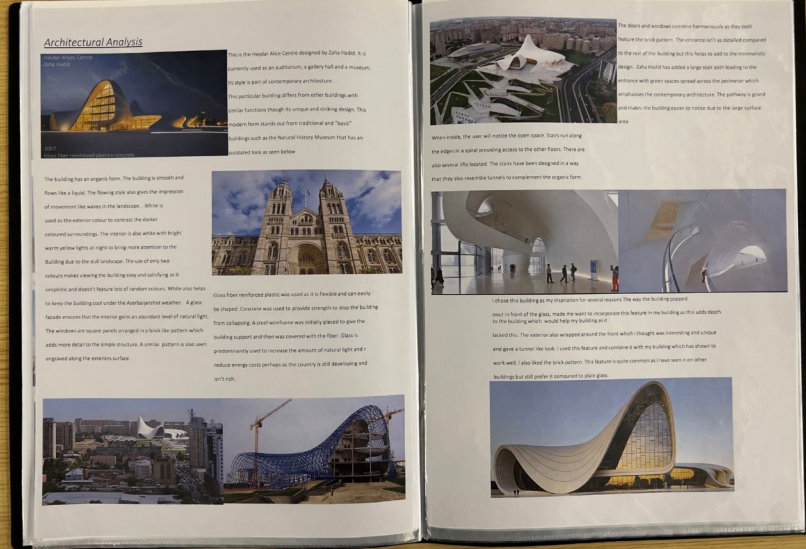 Architectural Analysis
Heydar Aliyev Centre
Zaha Hadid
2007
Glass fiber reinforced plastic concrete
This is the Heydar Alice Centre designed by Zaha Hadid. It is
currently used as an auditorium, a gallery hall and a museum.
Its style is part of contemporary architecture.
This particular building differs from other buildings with
similar functions though its unique and striking design. This
modern form stands out from traditional and "basic"
buildings such as the Natural History Museum that has an
outdated look as seen below
The building has an organic form. The building is smooth and
flows like a liquid. The flowing style also gives the impression
of movement like waves in the landscape. . White is
used as the exterior colour to contrast the darker
coloured surroundings. The interior is also white with bright
warm yellow lights at night to bring more attention to the
Building due to the dull landscape. The use of only two
colours makes viewing the building easy and satisfying as it
simplistic and doesn't feature lots of random colours. White also helps
to keep the building cool under the Azerbaijanshot weather. A glass
facade ensures that the interior gains an abundant level of natural light.
The windows are square panels arranged in a brick like pattern which
adds more detail to the simple structure. A similar pattern is also seen
engraved along the exteriors surface.
Glass fiber reinforced plastic was used as it is flexible and can easily
be shaped. Concrete was used to provide strength to stop the building
from collapsing. A steel wireframe was initially placed to give the
building support and then was covered with the fiber. Glass is
predominantly used to increase the amount of natural light and r
reduce energy costs perhaps as the country is still developing and
isn't rich.
The doors and windows combine harmoniously as they both
feature the brick pattern. The entrance isn't as detailed compared
to the rest of the building but this helps to add to the minimalistic
design. Zaha Hadid has added a large stair path leading to the
entrance with green spaces spread across the perimeter which
emphasises the contemporary architecture. The pathway is grand
and makes the building easier to notice due to the large surface
area
When inside, the user will notice the open space. Stairs run along
the edges in a spiral providing access to the other floors. There are
also several lifts located. The stairs have been designed in a way
that they also resemble tunnels to complement the organic form.
I chose this building as my inspiration for several reasons The way the building popped
oout in front of the glass, made me want to incorporate this feature in my building as this adds depth
to the building which would help my building as it
lacked this. The exterior also wrapped around the front which I thought was interesting and unique
and gave a tunnel like look. I used this feature and combine it with my building which has shown to
work well. I also liked the brick pattern. This feature is quite common as I have seen it on other
buildings but still prefer it compared to plain glass.